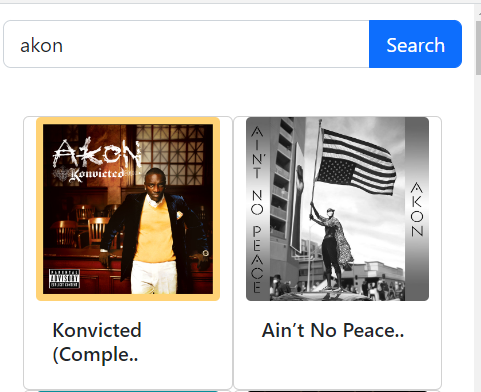 akon
Search
AKON
Konvicted
PARENTAL
ADVISORY
EXPLICIT CONTENT
AIN'T NO PEACE
AKON
Konvicted
(Comple..
Ain't No Peace..